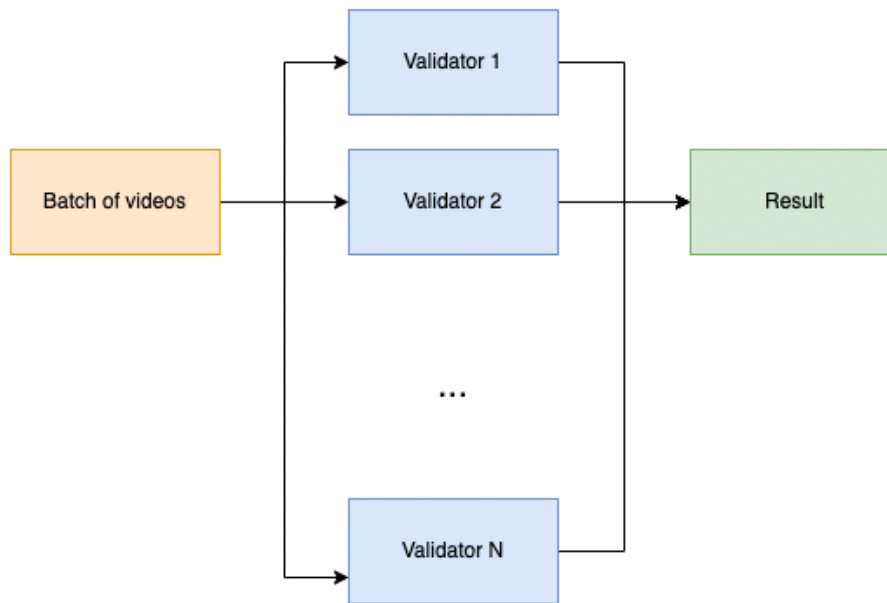 Validator 1
Batch of videos
Validator 2
Result
...
Validator N